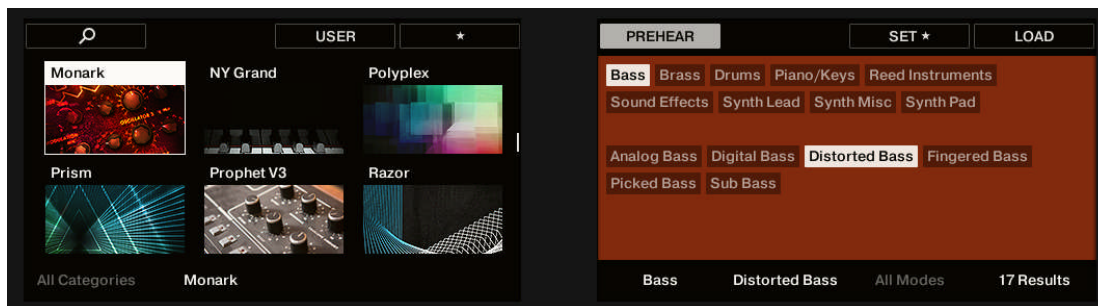 USER
★
Monark
NY Grand
Polyplex
Prism
Prophet V3
Razor
All Categories
Monark
PREHEAR
SET ★
LOAD
Bass Brass Drums Piano/Keys Reed Instruments
Sound Effects Synth Lead Synth Misc Synth Pad
Analog Bass Digital Bass Distorted Bass Fingered Bass
Picked Bass Sub Bass
Bass
Distorted Bass
All Modes
17 Results